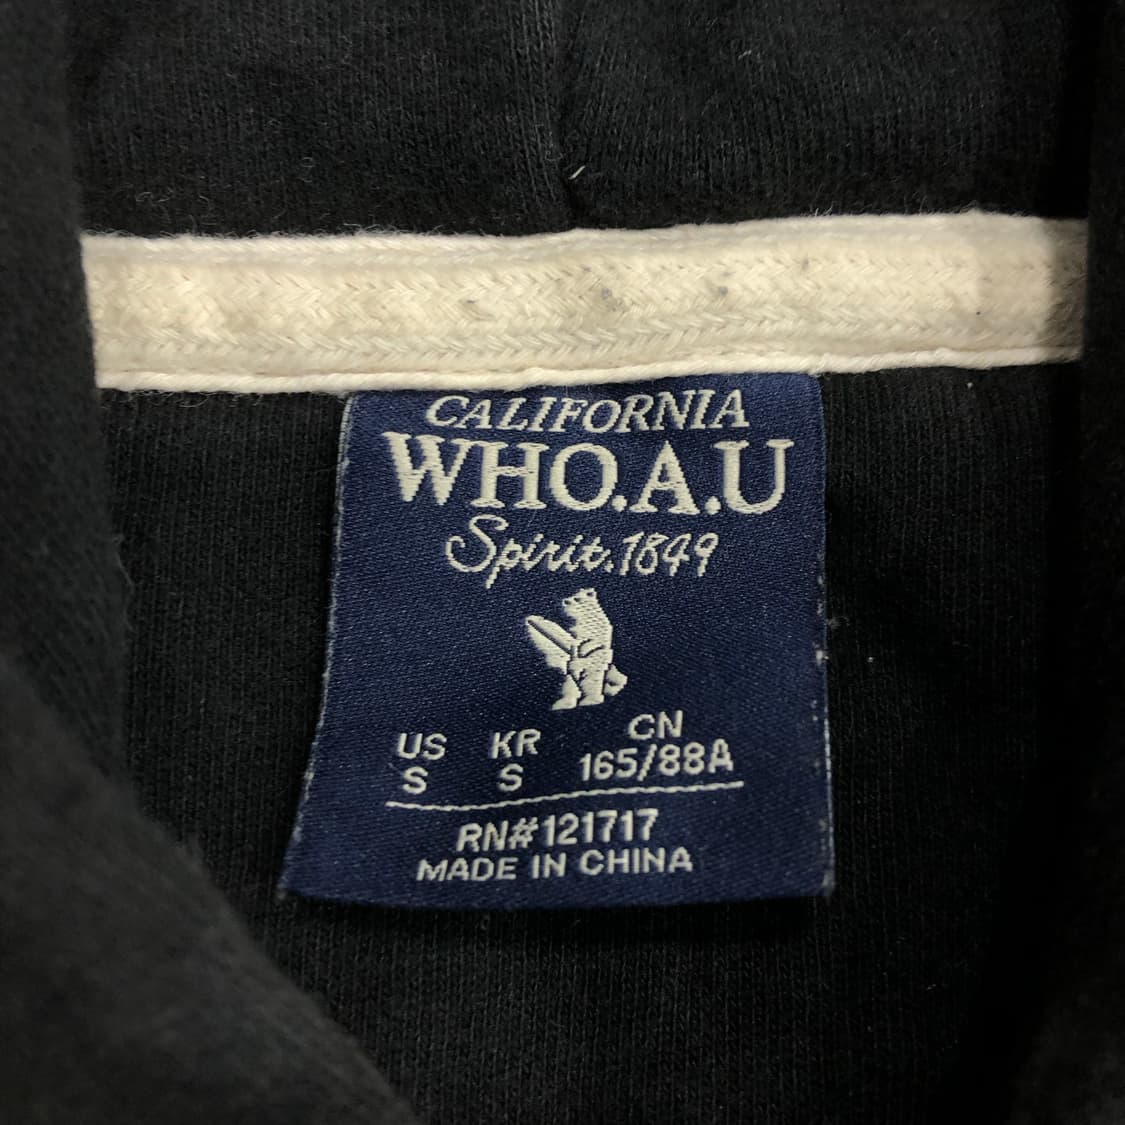 CALIFORNIA
WHO.A.U
Spirit.1849
US KR CN
S S 165/88A
RN#121717
MADE IN CHINA